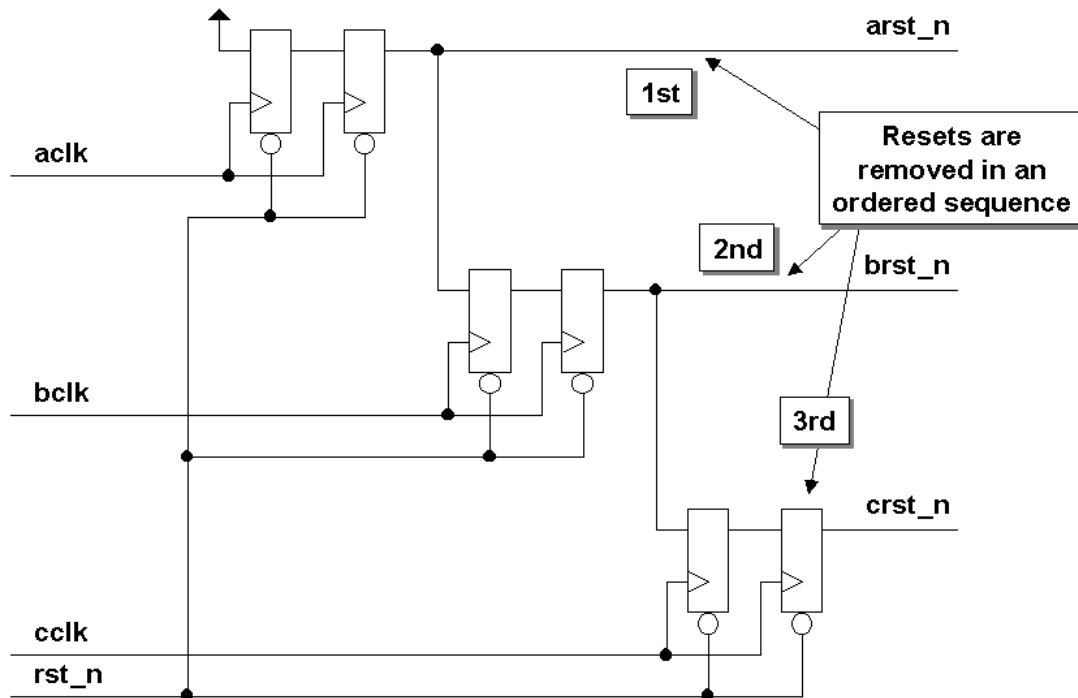 arst_n
1st
Resets are
removed in an
ordered sequence
aclk
2nd
brst_n
bclk
3rd
crst_n
cclk
rst_n